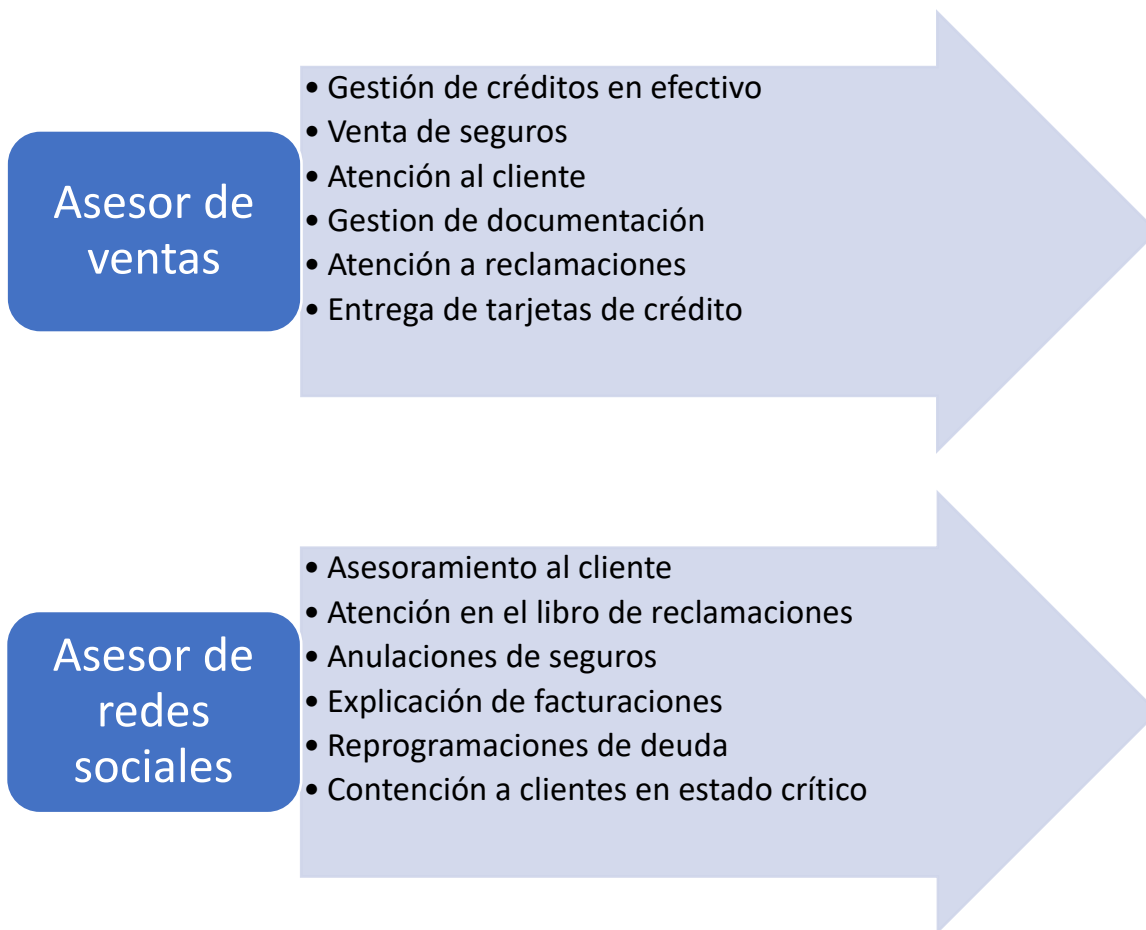 Asesor de
ventas
• Gestión de créditos en efectivo
• Venta de seguros
• Atención al cliente
• Gestion de documentación
• Atención a reclamaciones
• Entrega de tarjetas de crédito
Asesor de
redes
sociales
• Asesoramiento al cliente
• Atención en el libro de reclamaciones
• Anulaciones de seguros
• Explicación de facturaciones
• Reprogramaciones de deuda
• Contención a clientes en estado crítico